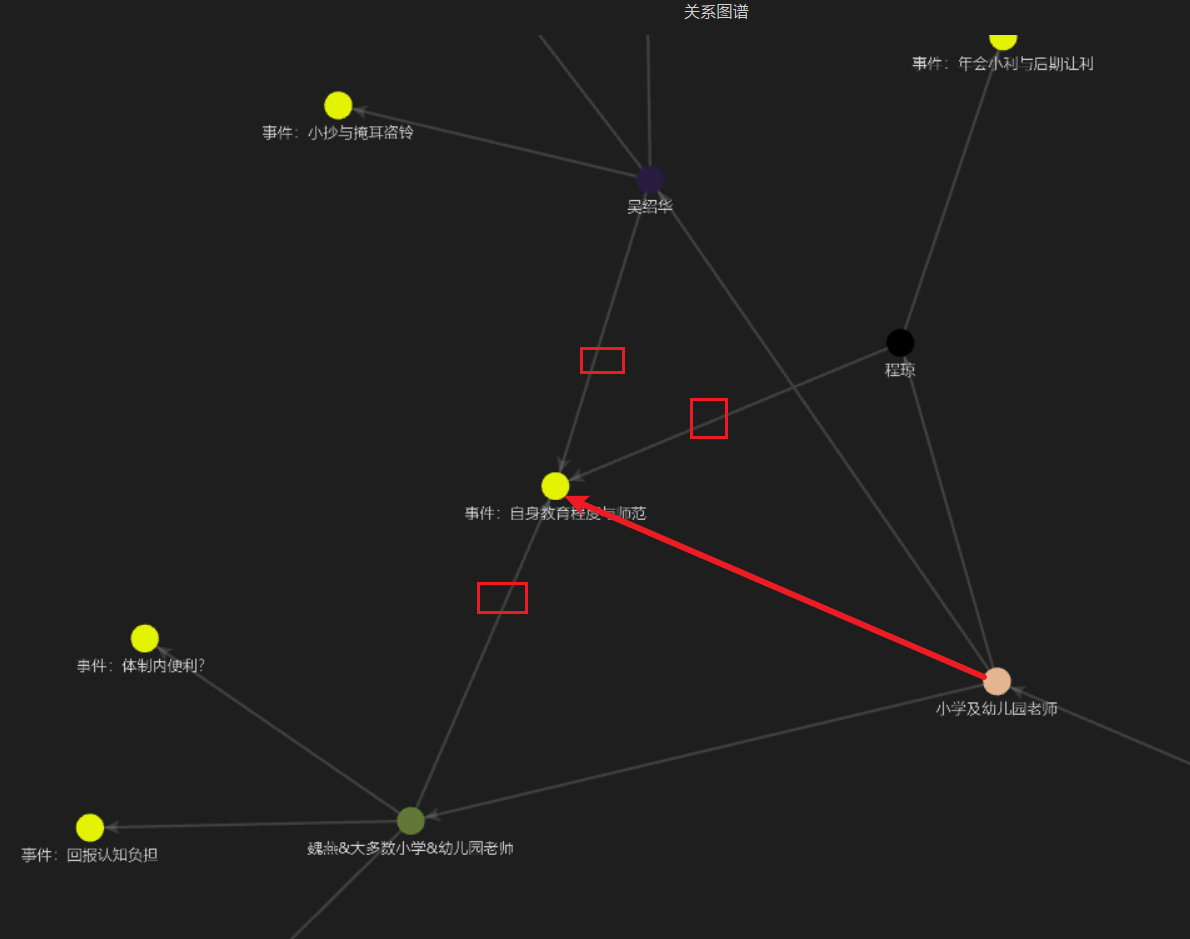 关系图谱
事件：年会小利与后期让利
事件：小抄与掩耳盗铃
吴绍华
程琼
事件：自身教育程度与师范
事件：体制内便利？
小学及幼儿园老师
魏燕&大多数小学&幼儿园老师
事件：回报认知负担